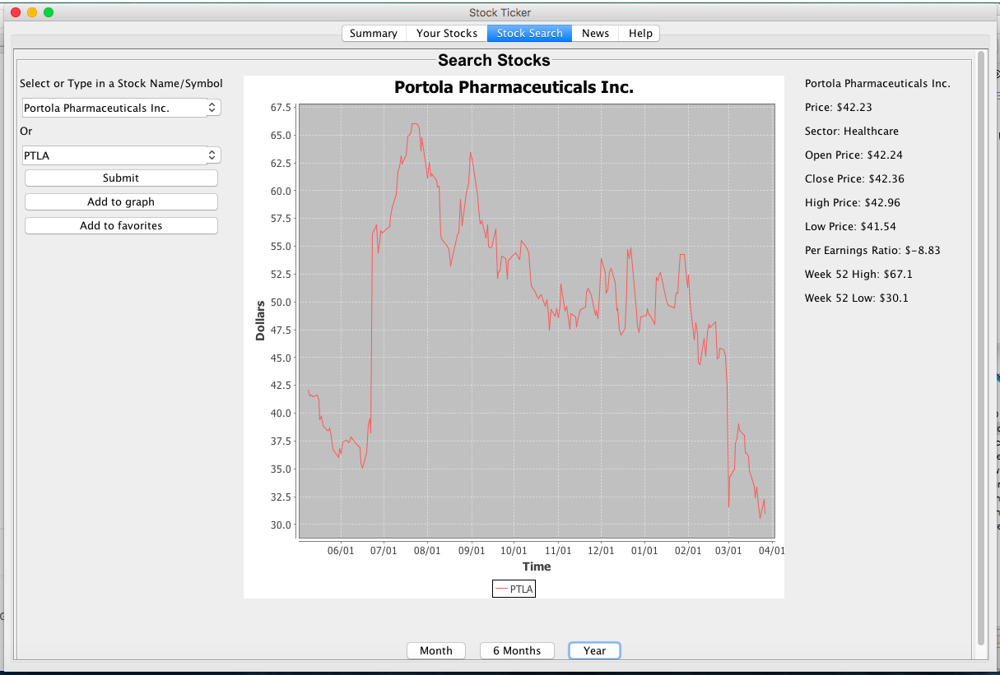 Stock Ticker
Summary Your Stocks Stock Search News Help
Search Stocks
Select or Type in a Stock Name/Symbol
Portola Pharmaceuticals Inc.
Or
PTLA
Submit
Add to graph
Add to favorites
Portola Pharmaceuticals Inc.
67.5
65.0
62.5
60.0
57.5
55.0
52.5
50.0
47.5
45.0
42.5
40.0
37.5
35.0
32.5
30.0
Dollars
06/01 07/01 08/01 09/01 10/01 11/01 12/01 01/01 02/01 03/01 04/01
Time
PTLA
Portola Pharmaceuticals Inc.
Price: $42.23
Sector: Healthcare
Open Price: $42.24
Close Price: $42.36
High Price: $42.96
Low Price: $41.54
Per Earnings Ratio: $-8.83
Week 52 High: $67.1
Week 52 Low: $30.1
Month 6 Months Year